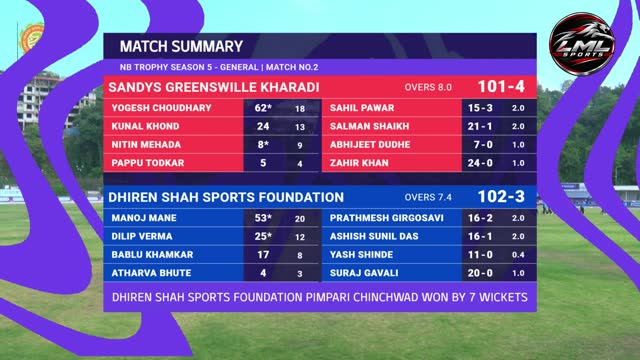 LML
SPORTS
MATCH SUMMARY
NB TROPHY SEASON 5 - GENERAL | MATCH NO.2
SANDYS GREENSWILLE KHARADI OVERS 8.0 101-4
YOGESH CHOUDHARY 62* 18 SAHIL PAWAR 15-3 2.0
KUNAL KHOND 24 13 SALMAN SHAIKH 21-1 2.0
NITIN MEHADA 8* 9 ABHIJEET DUDHE 7-0 1.0
PAPPU TODKAR 5 4 ZAHIR KHAN 24-0 1.0
DHIREN SHAH SPORTS FOUNDATION OVERS 7.4 102-3
MANOJ MANE 53* 20 PRATHMESH GIRGOSAVI 16-2 2.0
DILIP VERMA 25* 12 ASHISH SUNIL DAS 16-1 2.0
BABLU KHAMKAR 17 8 YASH SHINDE 11-0 0.4
ATHARVA BHUTE 4 3 SURAJ GAVALI 20-0 1.0
DHIREN SHAH SPORTS FOUNDATION PIMPARI CHINCHWAD WON BY 7 WICKETS